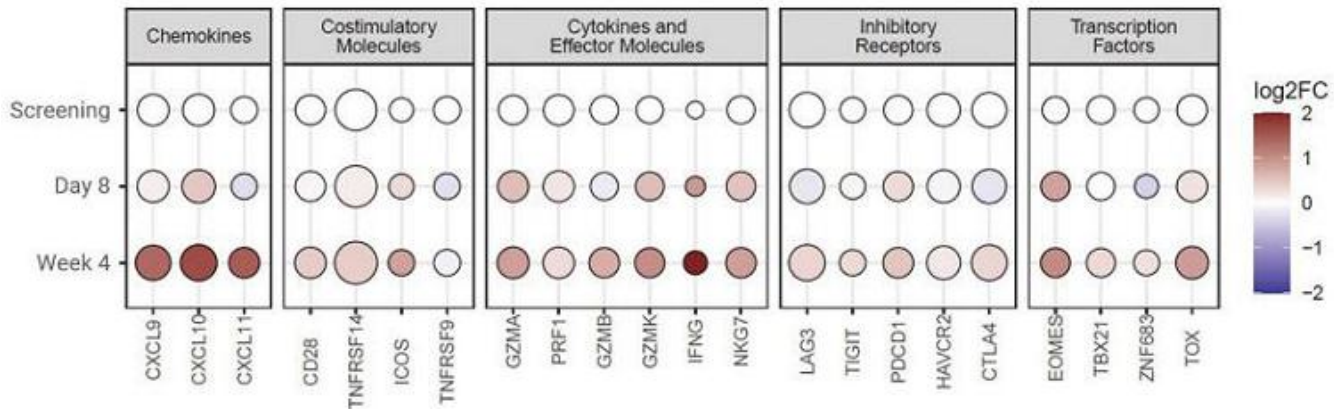 Chemokines
Costimulatory
Molecules
Cytokines and
Effector Molecules
Inhibitory
Receptors
Transcription
Factors
Screening
Day 8
Week 4
log2FC
2
1
0
−1
−2
CXCL9
CXCL10
CXCL11
CD28
TNFRSF14
ICOS
TNFRSF9
GZMA
PRF1
GZMB
GZMK
IFNG
NKG7
LAG3
TIGIT
PDCD1
HAVCR2
CTLA4
EOMES
TBX21
ZNF683
TOX